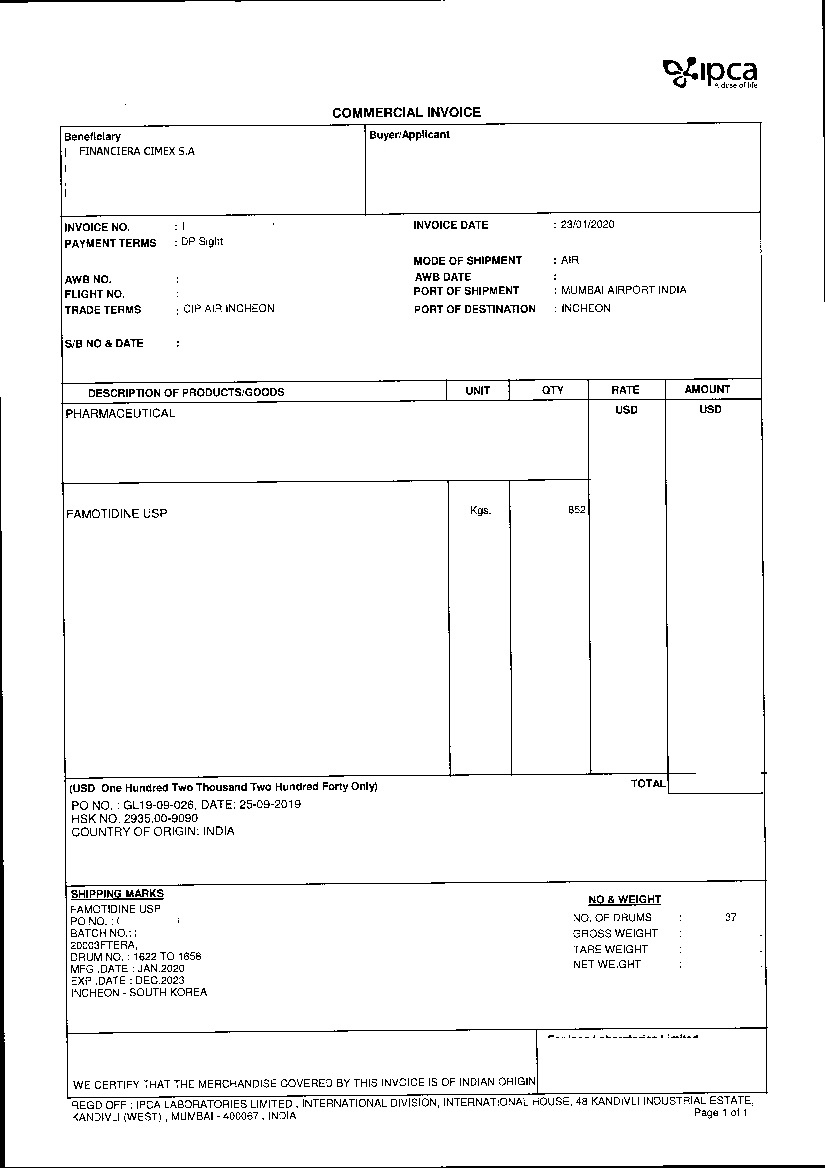 ipca
A dose of life
COMMERCIAL INVOICE
Beneficiary
FINANCIERA CIMEX S.A
Buyer/Applicant
INVOICE NO. :
INVOICE DATE : 23/01/2020
PAYMENT TERMS : DP Sight
MODE OF SHIPMENT : AIR
AWB NO. :
AWB DATE :
FLIGHT NO. :
PORT OF SHIPMENT : MUMBAI AIRPORT INDIA
TRADE TERMS : CIP AIR INCHEON
PORT OF DESTINATION : INCHEON
S/B NO & DATE :
DESCRIPTION OF PRODUCTS/GOODS UNIT QTY RATE AMOUNT
PHARMACEUTICAL USD USD
FAMOTIDINE USP Kgs. 852
(USD One Hundred Two Thousand Two Hundred Forty Only) TOTAL
PO NO. : GL19-09-026, DATE: 25-09-2019
HSK NO. 2935.00-9090
COUNTRY OF ORIGIN: INDIA
SHIPPING MARKS
FAMOTIDINE USP
PO NO. : (
BATCH NO.: :
20003FTERA,
DRUM NO. : 1622 TO 1658
MFG .DATE : JAN.2020
EXP .DATE : DEC.2023
INCHEON - SOUTH KOREA
NO & WEIGHT
NO. OF DRUMS : 37
GROSS WEIGHT :
TARE WEIGHT :
NET WEIGHT :
WE CERTIFY THAT THE MERCHANDISE COVERED BY THIS INVOICE IS OF INDIAN ORIGIN
REGD OFF : IPCA LABORATORIES LIMITED , INTERNATIONAL DIVISION, INTERNATIONAL HOUSE, 48 KANDIVLI INDUSTRIAL ESTATE,
KANDIVLI (WEST) , MUMBAI - 400067 , INDIA
Page 1 of 1